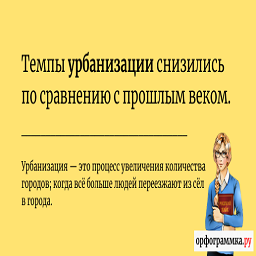 Темпы урбанизации снизились
по сравнению с прошлым веком.
Урбанизация — это процесс увеличения количества
городов; когда всё больше людей переезжают из сёл
в города.
орфограммка.ру